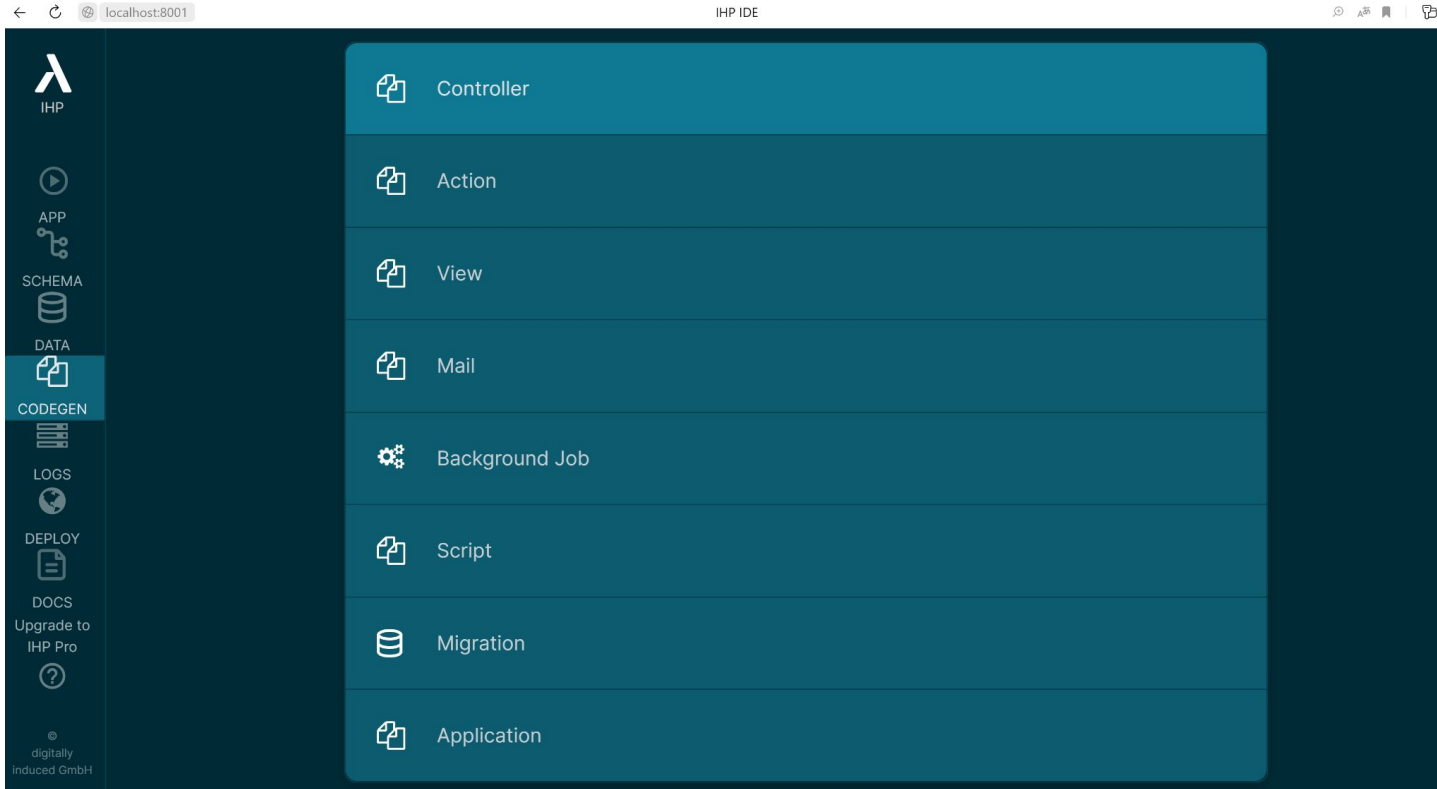 localhost:8001
IHP IDE
IHP
APP
SCHEMA
DATA
CODEGEN
LOGS
DEPLOY
DOCS
Upgrade to
IHP Pro
©
digitally
induced GmbH
Controller
Action
View
Mail
Background Job
Script
Migration
Application